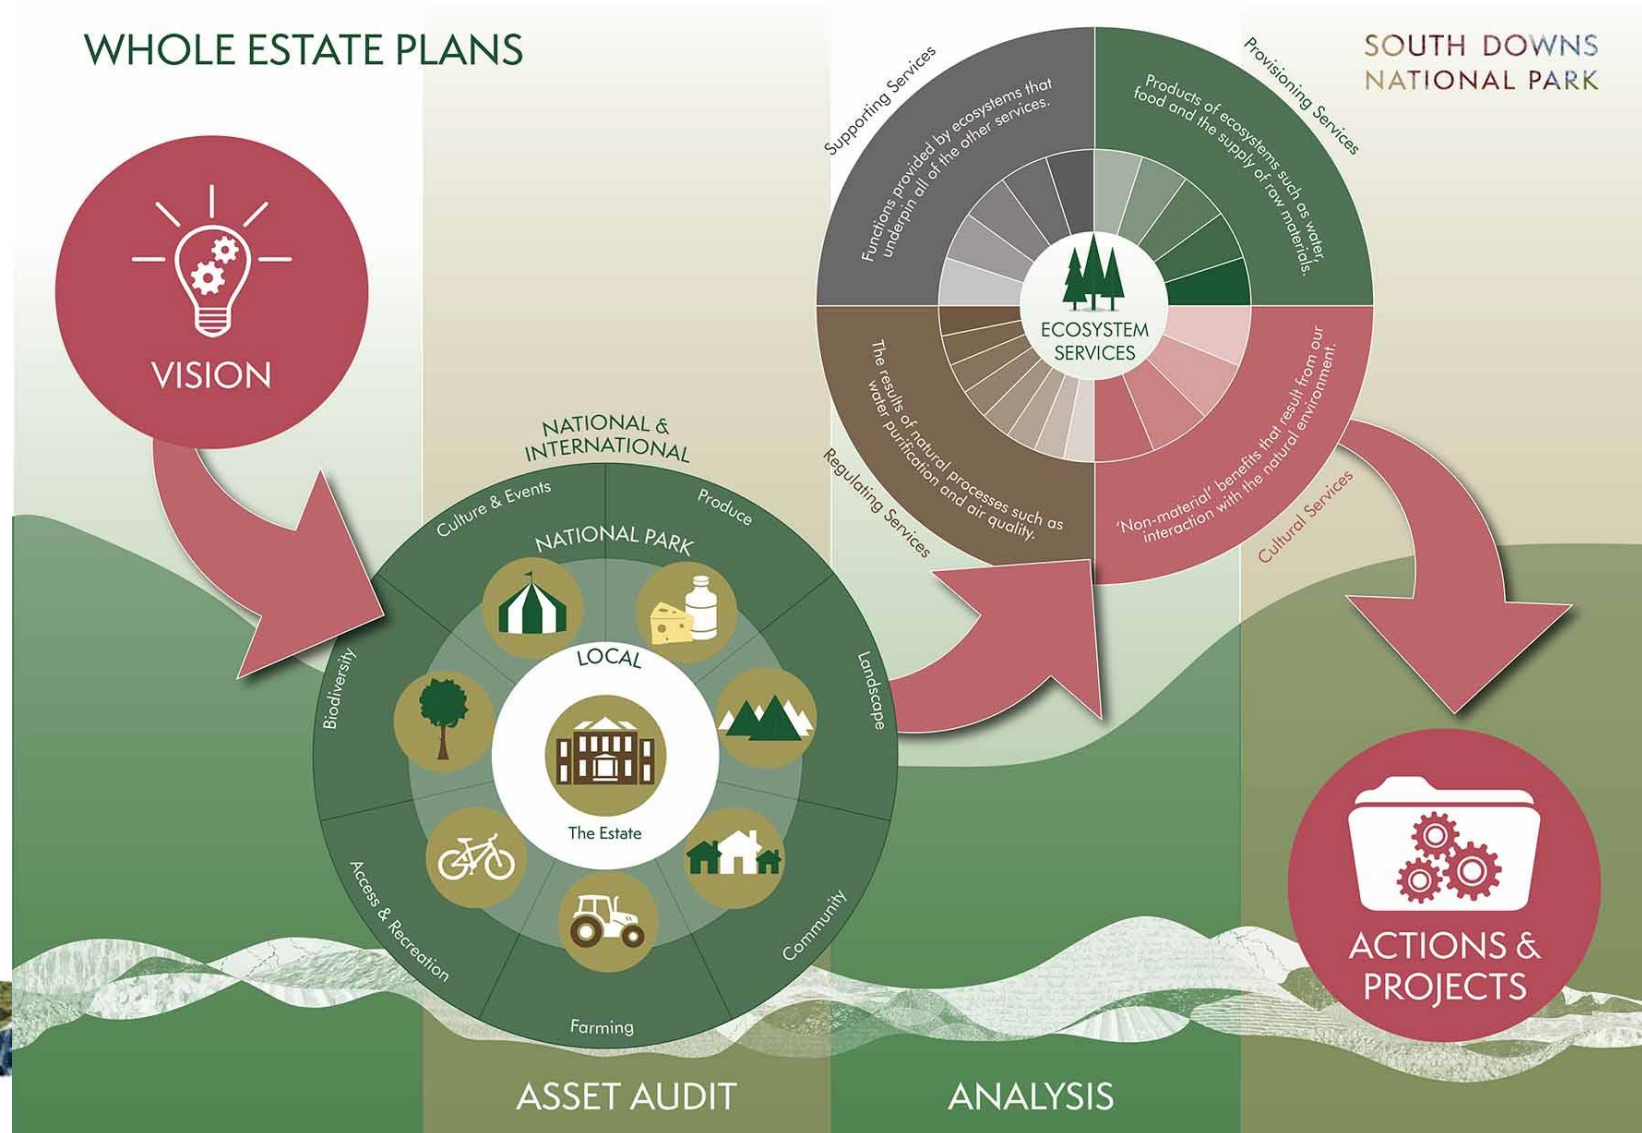 WHOLE ESTATE PLANS
SOUTH DOWNS
NATIONAL PARK
VISION
NATIONAL &
INTERNATIONAL
NATIONAL PARK
LOCAL
The Estate
Culture & Events
Produce
Landscape
Community
Farming
Access & Recreation
Biodiversity
ASSET AUDIT
Supporting Services
Functions provided by ecosystems that
underpin all of the other services.
Provisioning Services
Products of ecosystems such as water,
food and the supply of raw materials.
ECOSYSTEM
SERVICES
Regulating Services
The results of natural processes such as
water purification and air quality.
Cultural Services
'Non-material' benefits that result from our
interaction with the natural environment.
ANALYSIS
ACTIONS &
PROJECTS